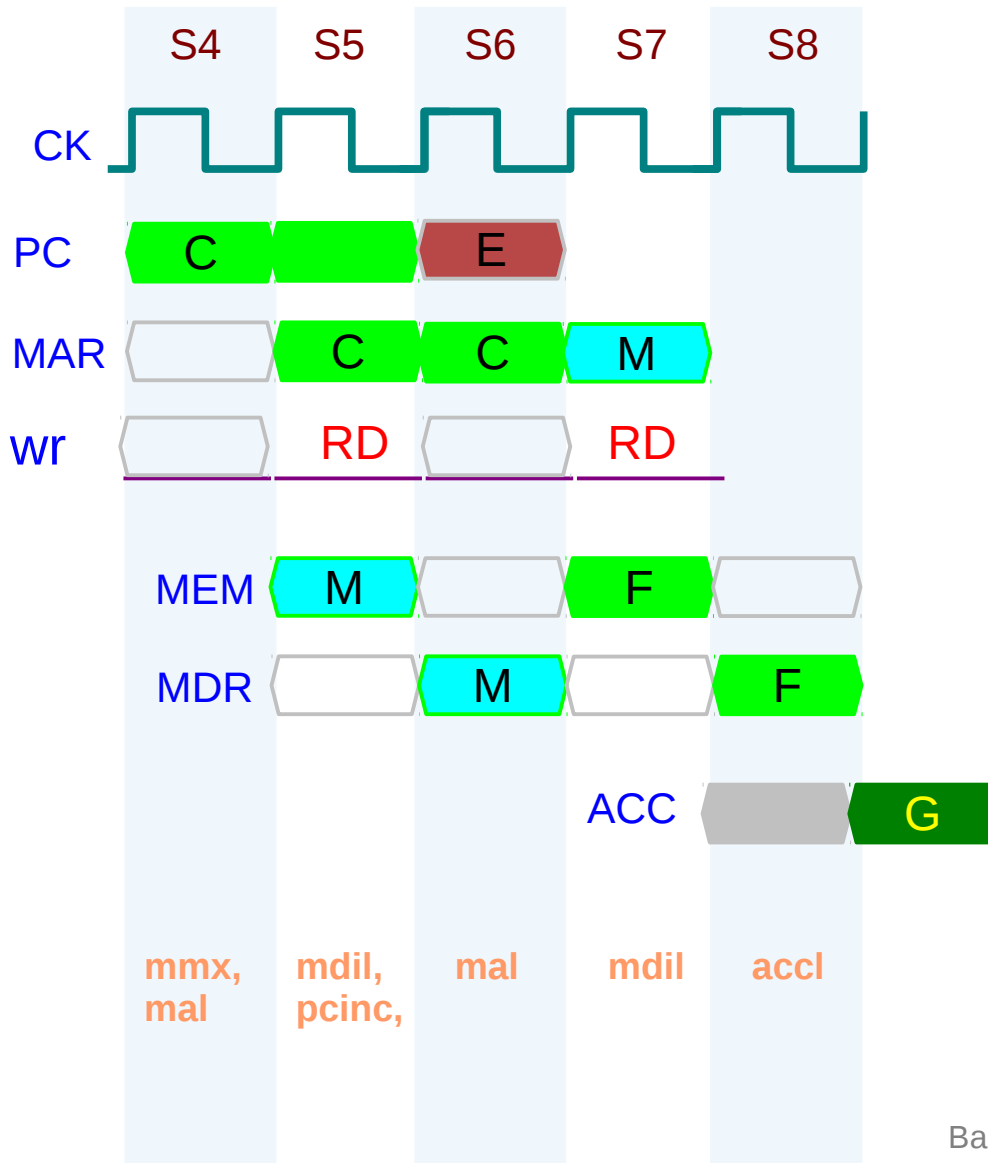 S4 S5 S6 S7 S8
CK
PC C E
MAR C C M
wr RD RD
MEM M F
MDR M F
ACC G
mmx, mdil, mal mdil accl
mal pcinc,
Ba